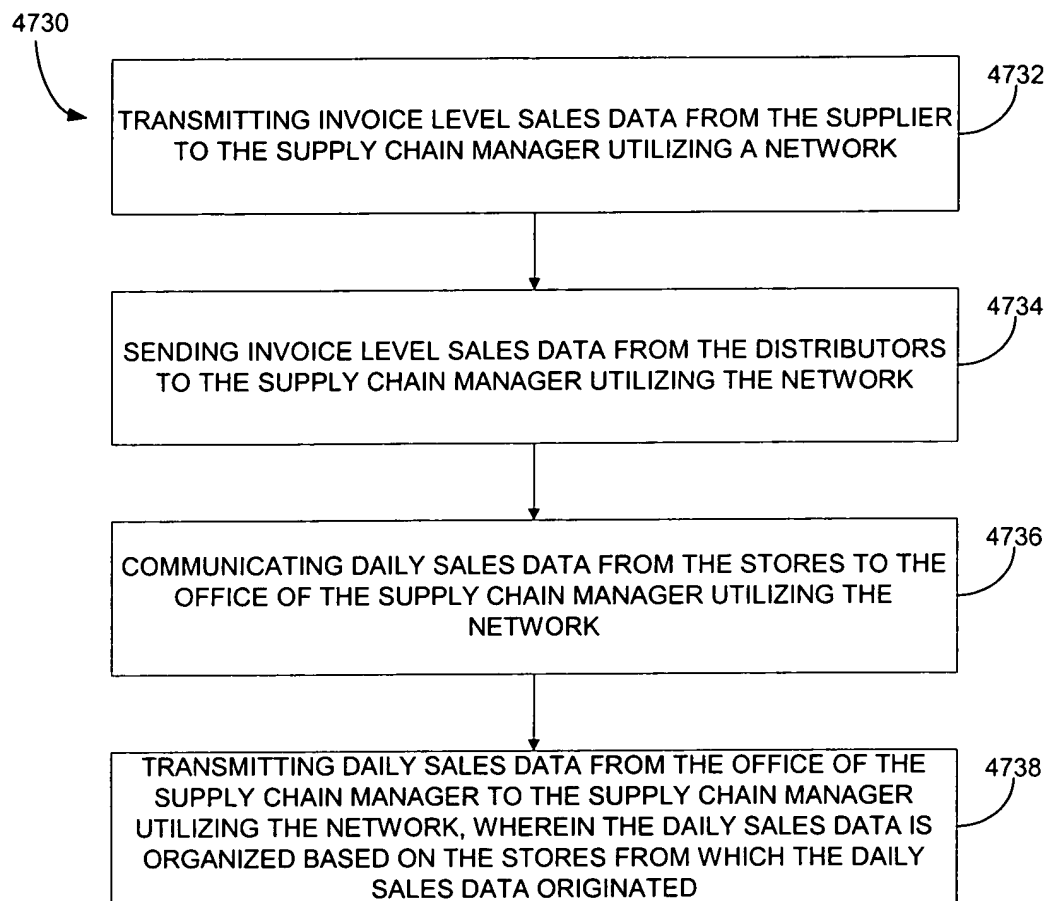 4730
4732
TRANSMITTING INVOICE LEVEL SALES DATA FROM THE SUPPLIER
TO THE SUPPLY CHAIN MANAGER UTILIZING A NETWORK
4734
SENDING INVOICE LEVEL SALES DATA FROM THE DISTRIBUTORS
TO THE SUPPLY CHAIN MANAGER UTILIZING THE NETWORK
4736
COMMUNICATING DAILY SALES DATA FROM THE STORES TO THE
OFFICE OF THE SUPPLY CHAIN MANAGER UTILIZING THE
NETWORK
4738
TRANSMITTING DAILY SALES DATA FROM THE OFFICE OF THE
SUPPLY CHAIN MANAGER TO THE SUPPLY CHAIN MANAGER
UTILIZING THE NETWORK, WHEREIN THE DAILY SALES DATA IS
ORGANIZED BASED ON THE STORES FROM WHICH THE DAILY
SALES DATA ORIGINATED